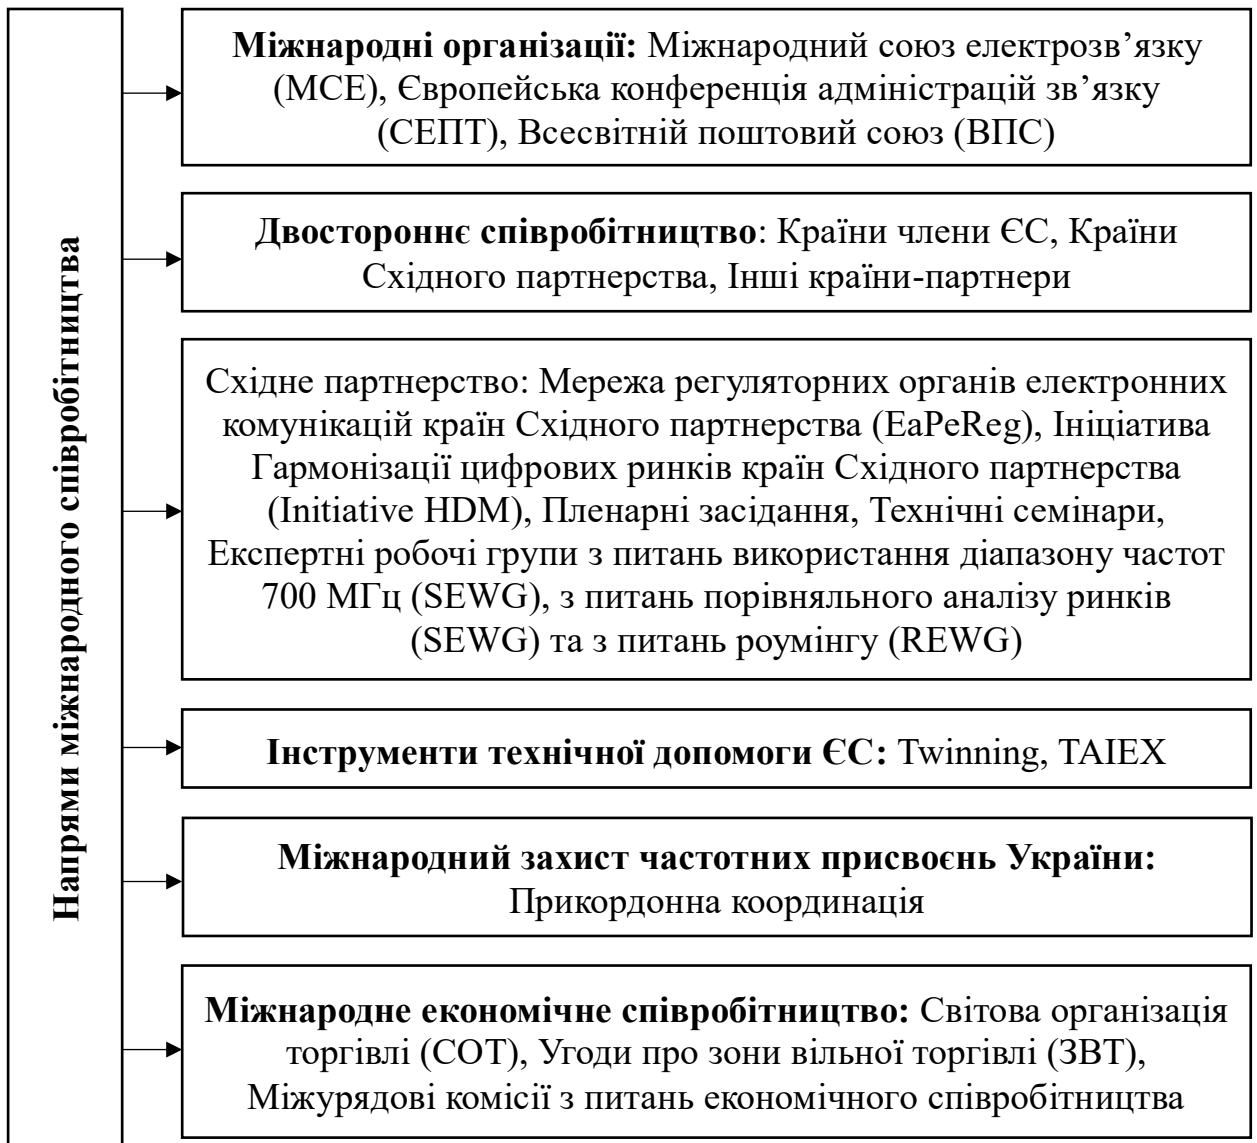 Напрями міжнародного співробітництва
Міжнародні організації: Міжнародний союз електрозв’язку
(МСЕ), Європейська конференція адміністрацій зв’язку
(СЕПТ), Всесвітній поштовий союз (ВПС)
Двостороннє співробітництво: Країни члени ЄС, Країни
Східного партнерства, Інші країни-партнери
Східне партнерство: Мережа регуляторних органів електронних
комунікацій країн Східного партнерства (EaPeReg), Ініціатива
Гармонізації цифрових ринків країн Східного партнерства
(Initiative HDM), Пленарні засідання, Технічні семінари,
Експертні робочі групи з питань використання діапазону частот
700 МГц (SEWG), з питань порівняльного аналізу ринків
(SEWG) та з питань роумінгу (REWG)
Інструменти технічної допомоги ЄС: Twinning, TAIEX
Міжнародний захист частотних присвоєнь України:
Прикордонна координація
Міжнародне економічне співробітництво: Світова організація
торгівлі (СОТ), Угоди про зони вільної торгівлі (ЗВТ),
Міжурядові комісії з питань економічного співробітництва